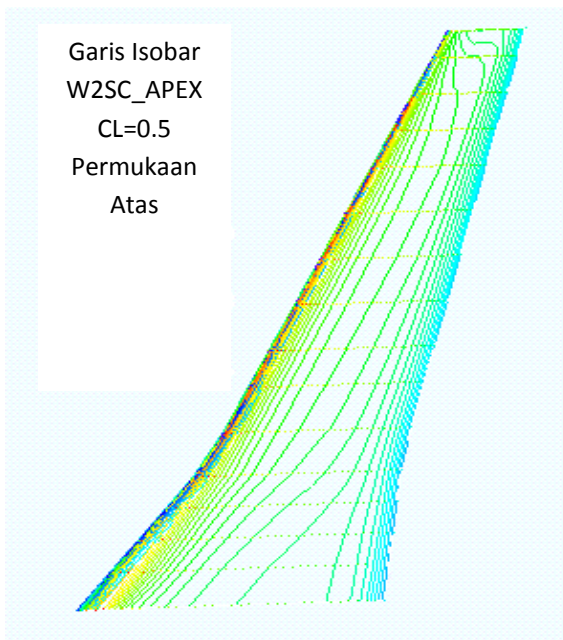 Garis Isobar
W2SC_APEX
CL=0.5
Permukaan
Atas